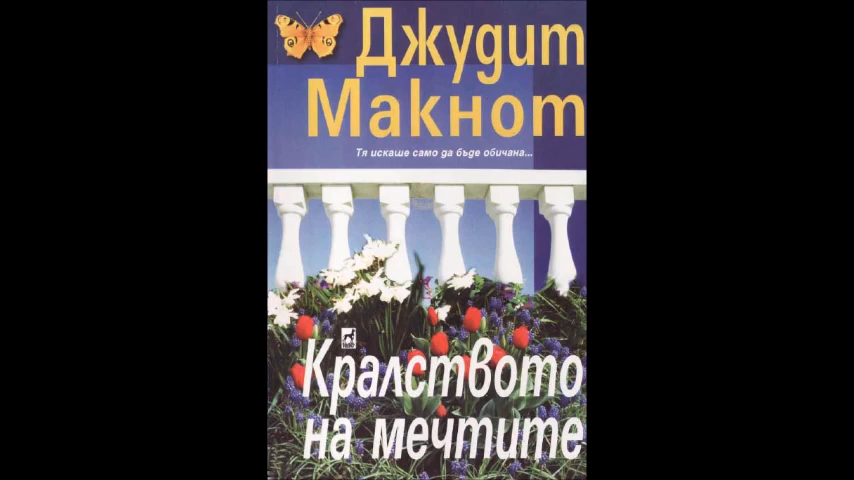 Джудит
Макнот
Тя искаше само да бъде обичана...
Кралството
на мечтите